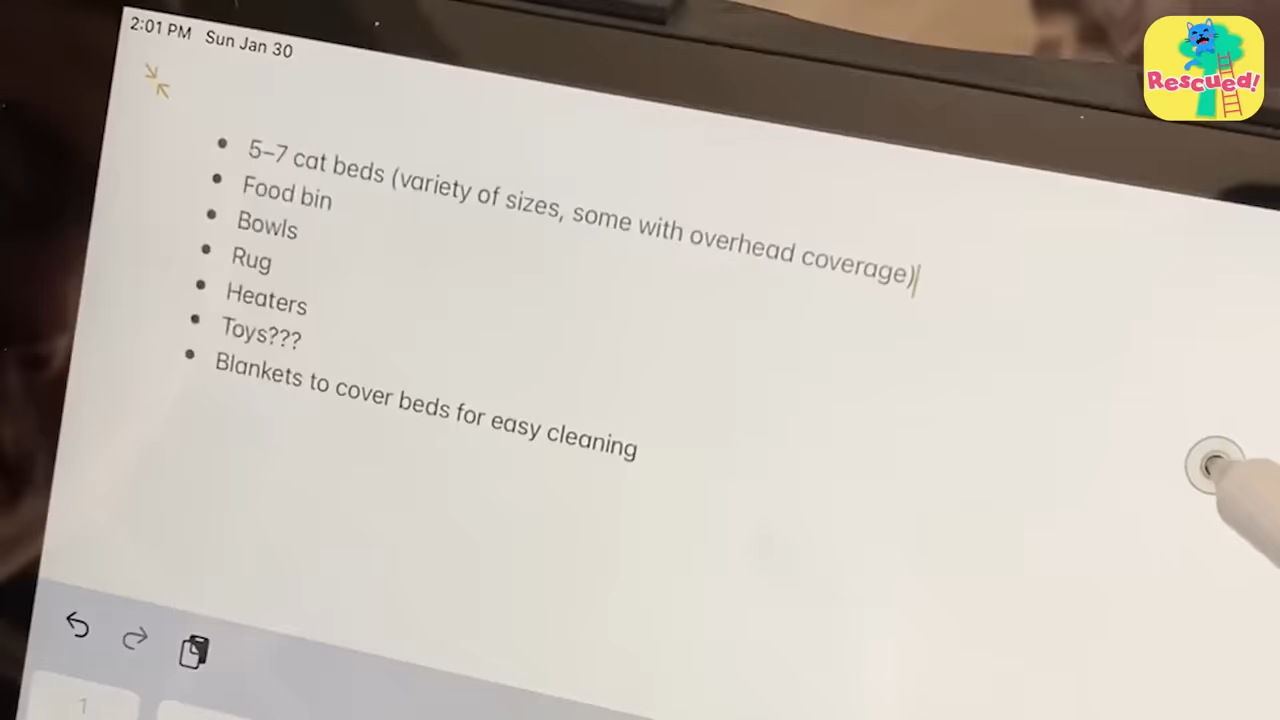 2:01 PM Sun Jan 30
Rescued!
• 5–7 cat beds (variety of sizes, some with overhead coverage)
• Food bin
• Bowls
• Rug
• Heaters
• Toys???
• Blankets to cover beds for easy cleaning
1